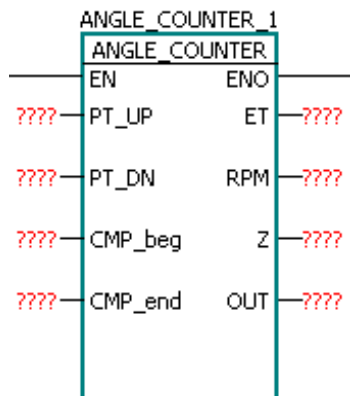 ANGLE_COUNTER_1
ANGLE_COUNTER
EN ENO
???? PT_UP ET ????
???? PT_DN RPM ????
???? CMP_beg Z ????
???? CMP_end OUT ????